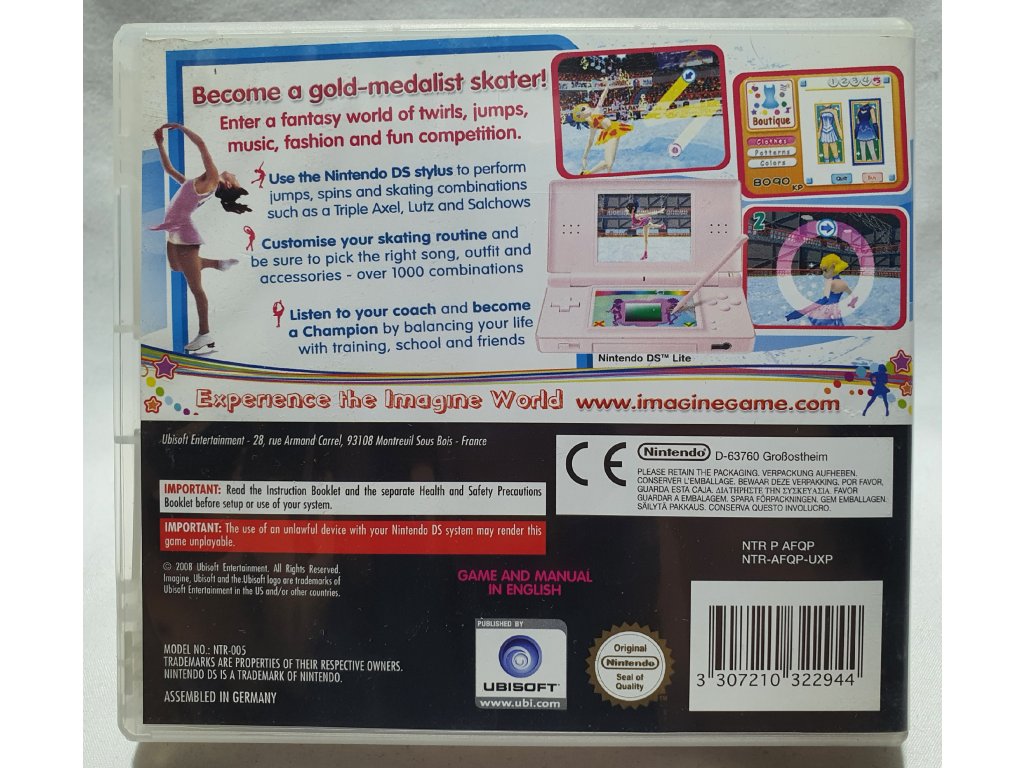 Become a gold-medalist skater!
Enter a fantasy world of twirls, jumps,
music, fashion and fun competition.
Use the Nintendo DS stylus to perform
jumps, spins and skating combinations
such as a Triple Axel, Lutz and Salchows
Customise your skating routine and
be sure to pick the right song, outfit and
accessories - over 1000 combinations
Listen to your coach and become
a Champion by balancing your life
with training, school and friends
1 2 3 4 5
Boutique
Clothes
Patterns
Colors
8090 KP
Quit
Buy
2
Nintendo DS™ Lite
Experience the Imagine World www.imaginegame.com
Ubisoft Entertainment - 28, rue Armand Carrel, 93108 Montreuil Sous Bois - France
CE
Nintendo D-63760 Großostheim
PLEASE RETAIN THE PACKAGING. VERPACKUNG AUFHEBEN.
CONSERVER L'EMBALLAGE. BEWAAR DEZE VERPAKKING. POR FAVOR,
GUARDA ESTA CAJA. ΔΙΑΤΗΡΗΣΤΕ ΤΗΝ ΣΥΣΚΕΥΑΣΙΑ. FAVOR
GUARDAR A EMBALAGEM. SPARA FÖRPACKNINGEN. GEM EMBALLAGEN.
SÄILYTÄ PAKKAUS. CONSERVA QUESTO INVOLUCRO.
IMPORTANT: Read the Instruction Booklet and the separate Health and Safety Precautions
Booklet before setup or use of your system.
IMPORTANT: The use of an unlawful device with your Nintendo DS system may render this
game unplayable.
NTR P AFQP
NTR-AFQP-UXP
© 2008 Ubisoft Entertainment. All Rights Reserved.
Imagine, Ubisoft and the Ubisoft logo are trademarks of
Ubisoft Entertainment in the US and/or other countries.
GAME AND MANUAL
IN ENGLISH
MODEL NO.: NTR-005
TRADEMARKS ARE PROPERTIES OF THEIR RESPECTIVE OWNERS.
NINTENDO DS IS A TRADEMARK OF NINTENDO.
ASSEMBLED IN GERMANY
PUBLISHED BY
UBISOFT
www.ubi.com
Original
Nintendo
Seal of
Quality
TM
3 307210 322944